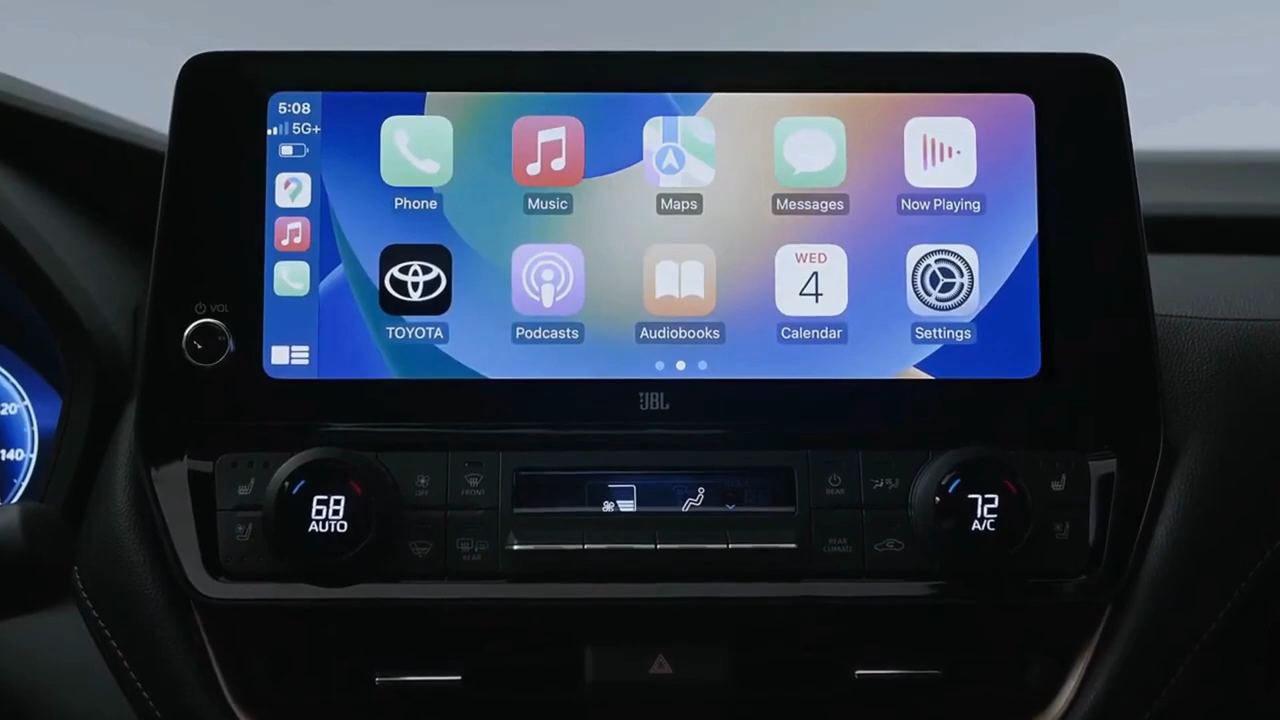 5:08
5G+
Phone
Music
Maps
Messages
Now Playing
WED
4
TOYOTA
Podcasts
Audiobooks
Calendar
Settings
VOL
JBL
20
140
68
AUTO
OFF
FRONT
REAR
REAR
REAR
CLIMATE
72
A/C